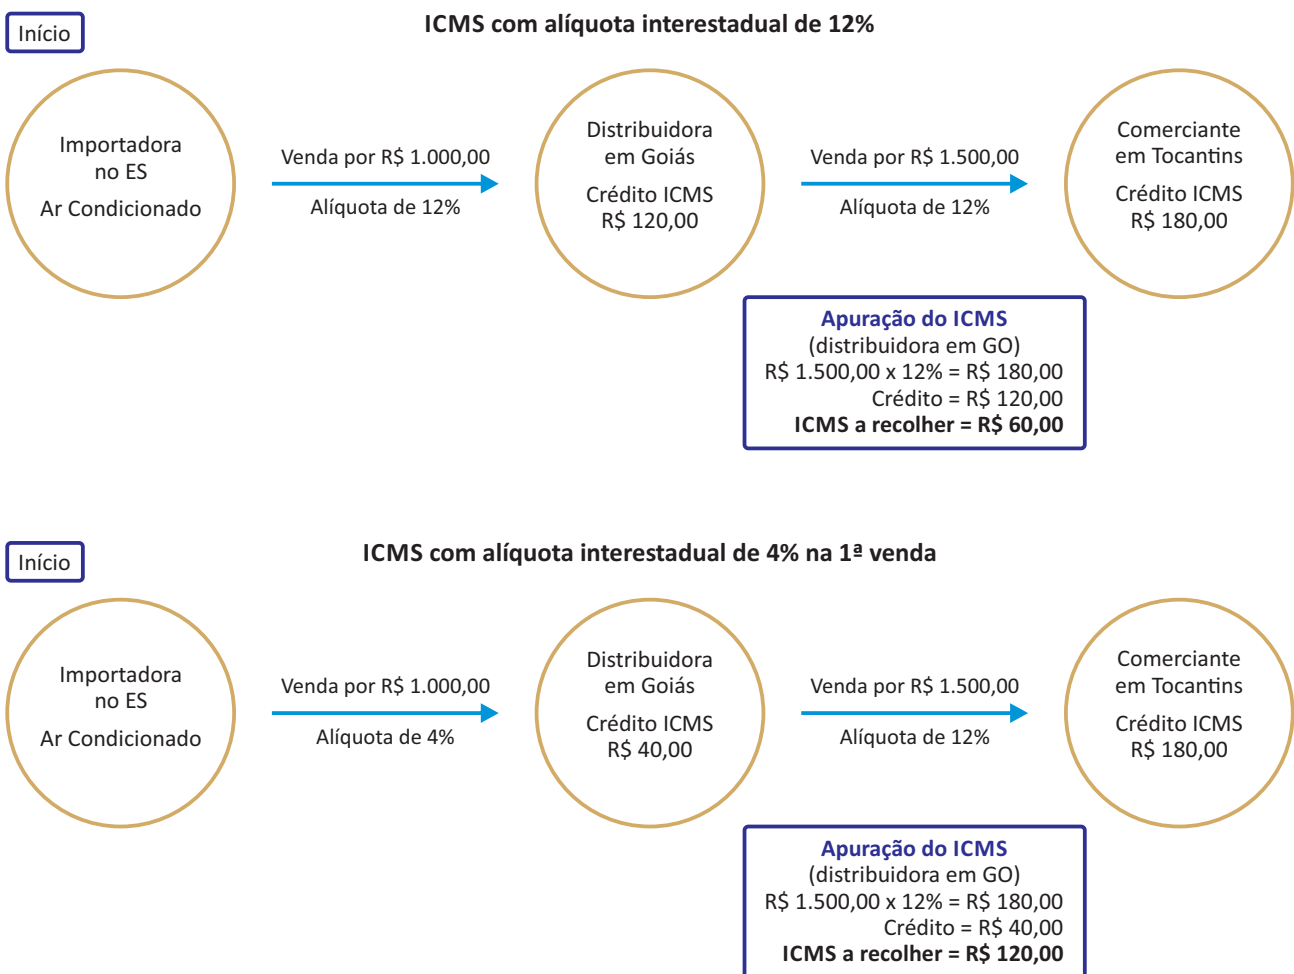 ICMS com alíquota interestadual de 12%
Início
Importadora
no ES
Ar Condicionado
Venda por R$ 1.000,00
Alíquota de 12%
Distribuidora
em Goiás
Crédito ICMS
R$ 120,00
Venda por R$ 1.500,00
Alíquota de 12%
Comerciante
em Tocantins
Crédito ICMS
R$ 180,00
Apuração do ICMS
(distribuidora em GO)
R$ 1.500,00 x 12% = R$ 180,00
Crédito = R$ 120,00
ICMS a recolher = R$ 60,00
ICMS com alíquota interestadual de 4% na 1ª venda
Início
Importadora
no ES
Ar Condicionado
Venda por R$ 1.000,00
Alíquota de 4%
Distribuidora
em Goiás
Crédito ICMS
R$ 40,00
Venda por R$ 1.500,00
Alíquota de 12%
Comerciante
em Tocantins
Crédito ICMS
R$ 180,00
Apuração do ICMS
(distribuidora em GO)
R$ 1.500,00 x 12% = R$ 180,00
Crédito = R$ 40,00
ICMS a recolher = R$ 120,00